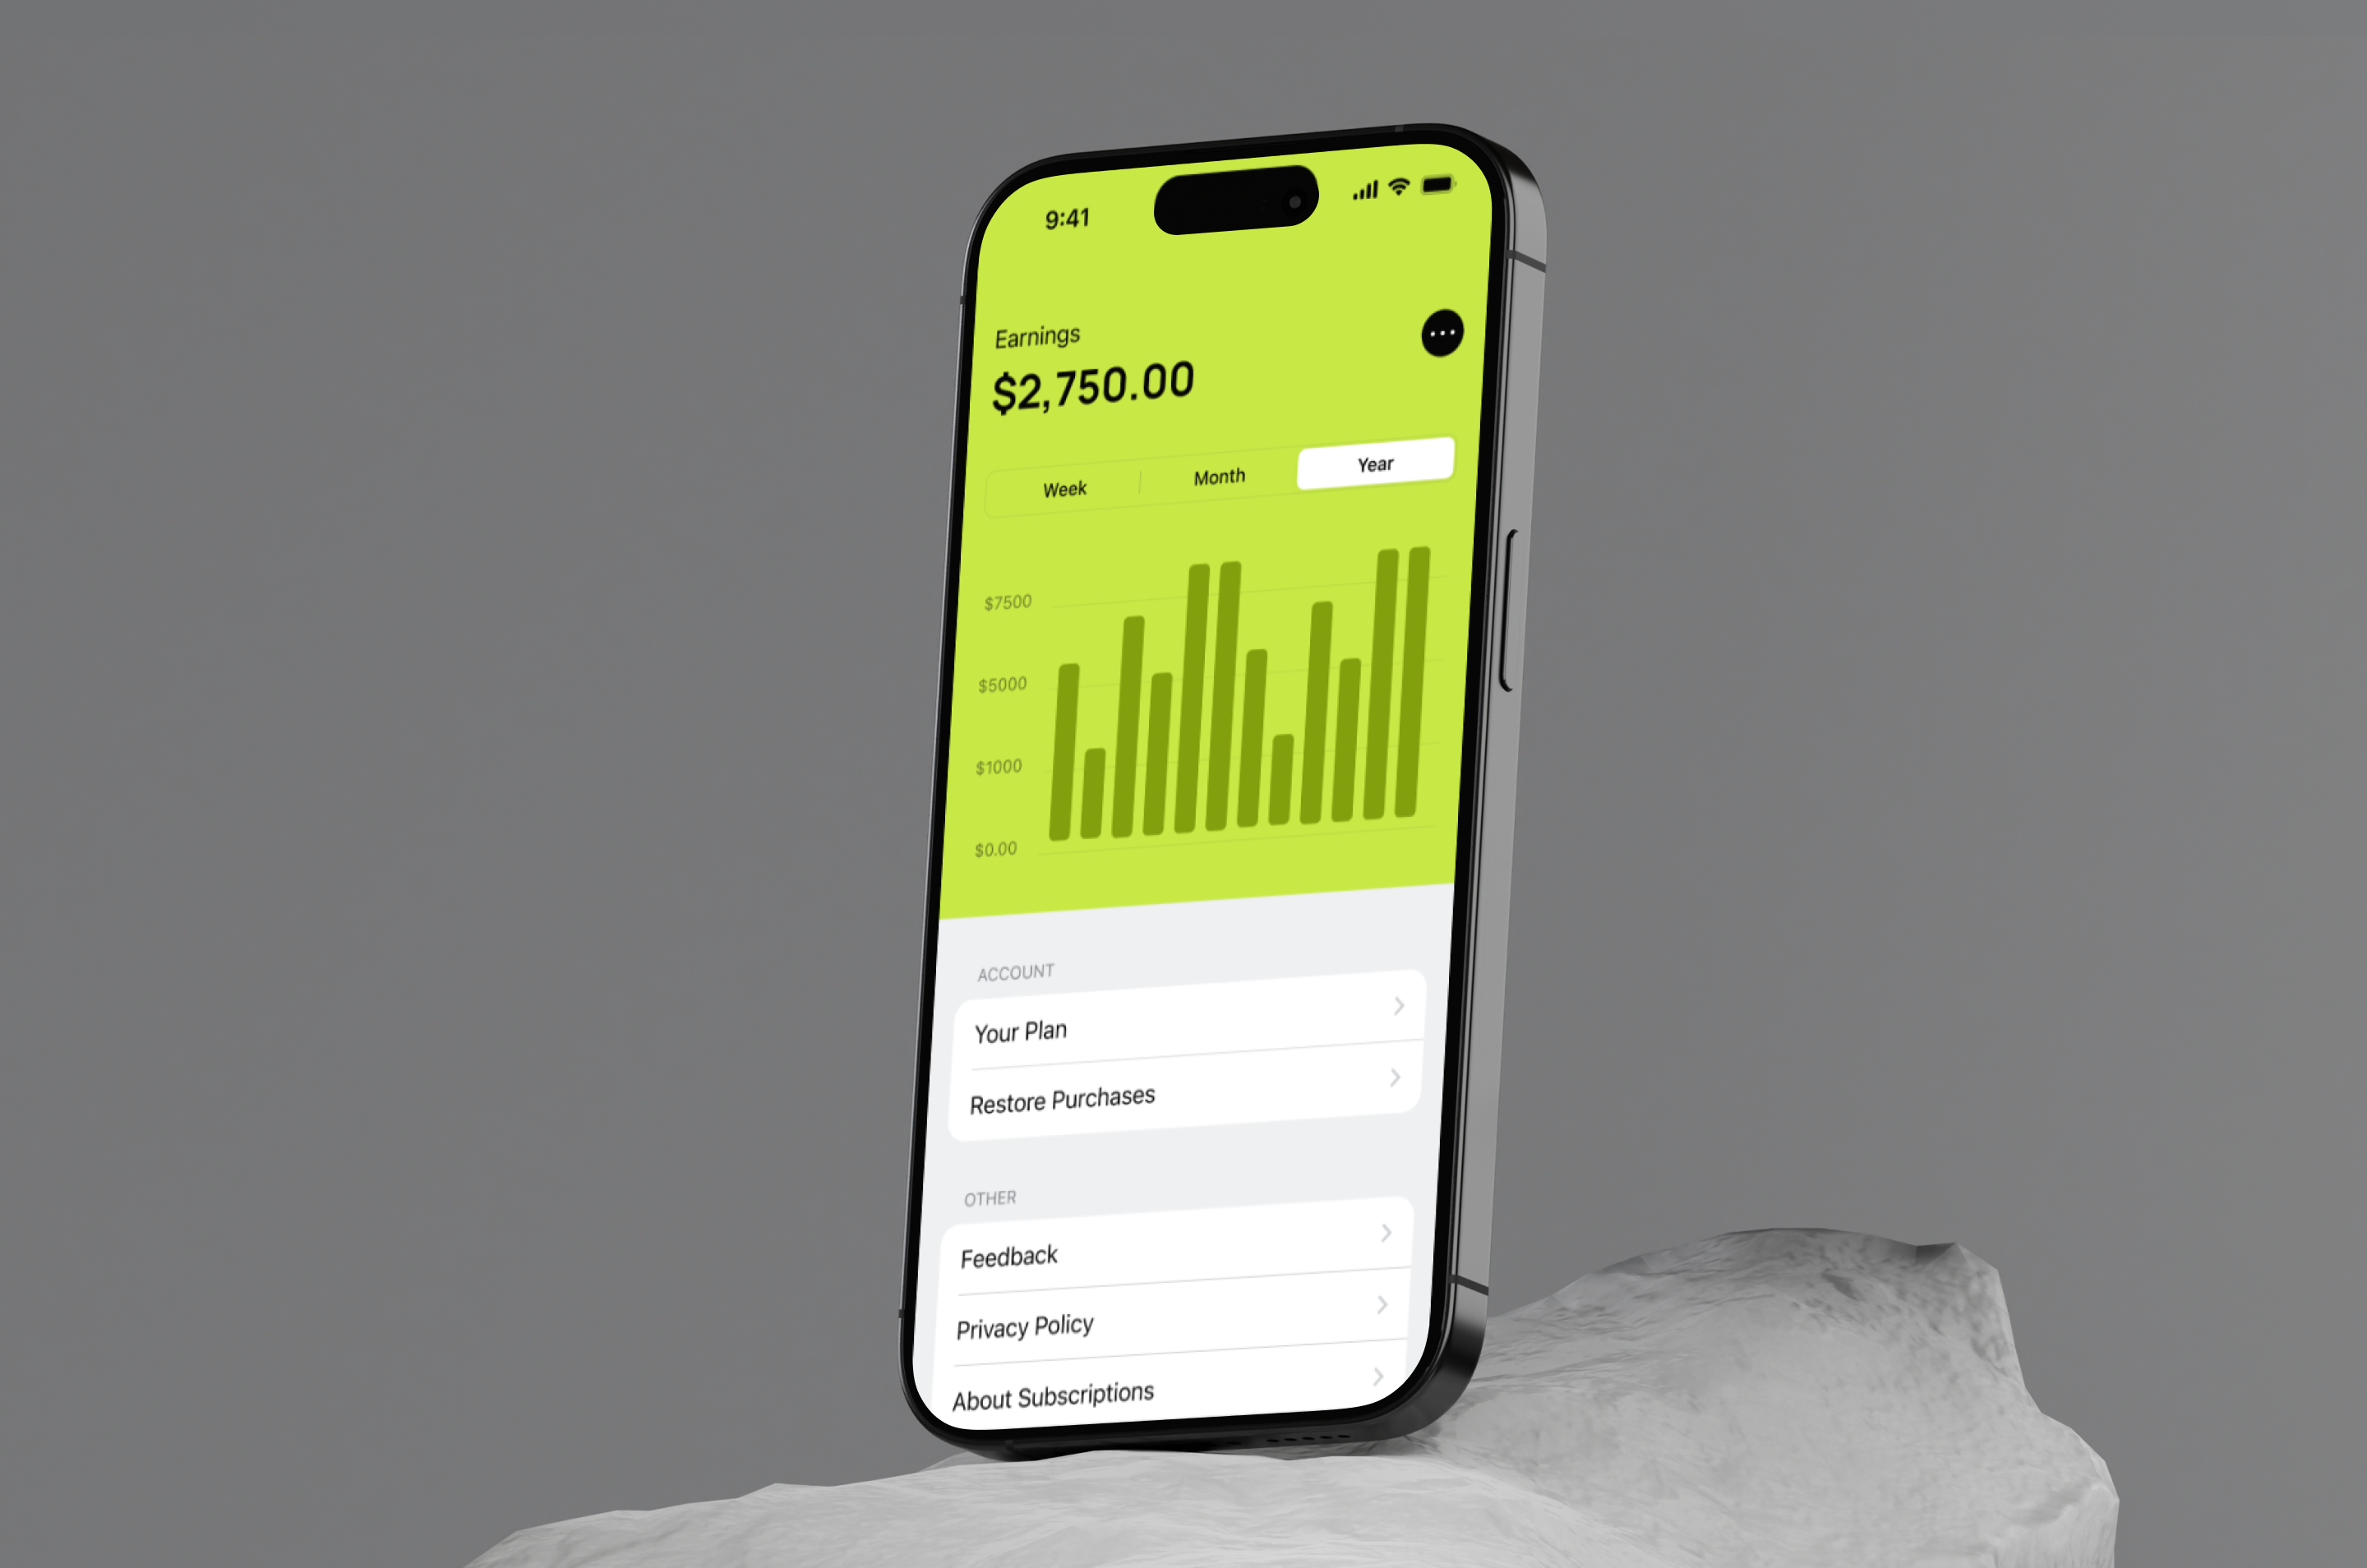 9:41
Earnings
$2,750.00
Week Month Year
$7500
$5000
$1000
$0.00
ACCOUNT
Your Plan
Restore Purchases
OTHER
Feedback
Privacy Policy
About Subscriptions